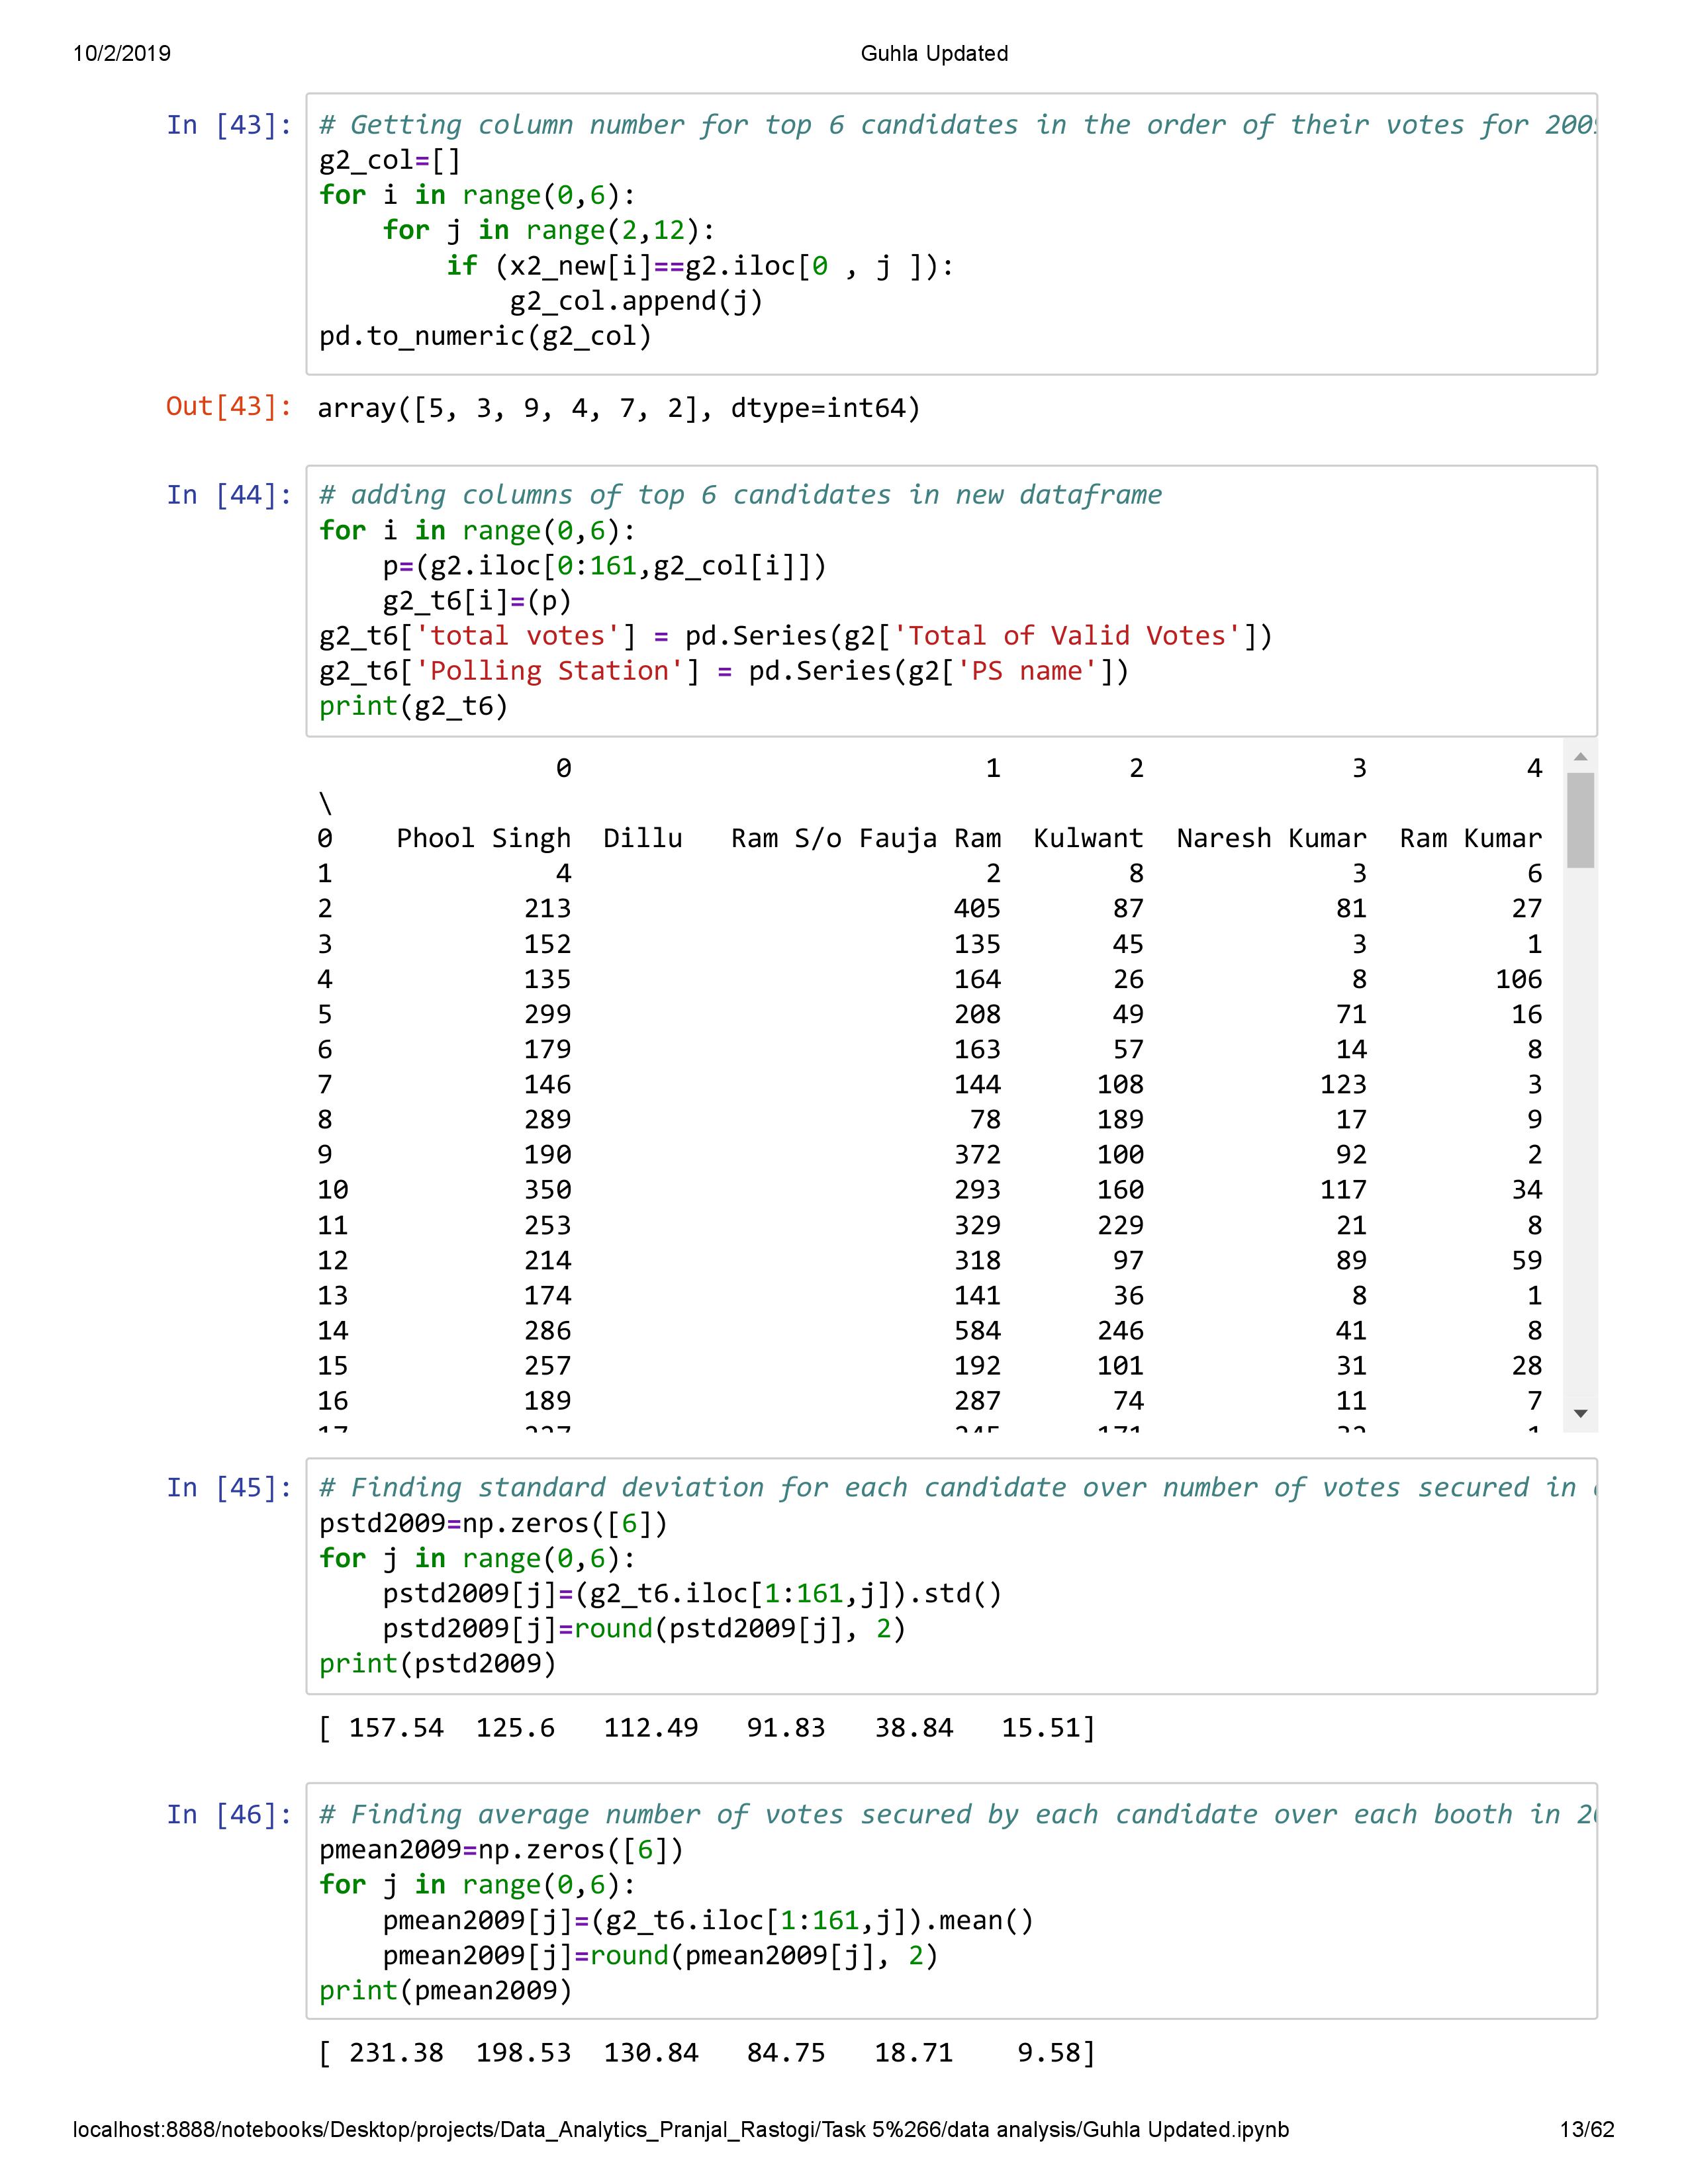 10/2/2019 Guhla Updated
In [43]: # Getting column number for top 6 candidates in the order of their votes for 200
g2_col=[]
for i in range(0,6):
    for j in range(2,12):
        if (x2_new[i]==g2.iloc[0 , j ]):
            g2_col.append(j)
pd.to_numeric(g2_col)
Out[43]: array([5, 3, 9, 4, 7, 2], dtype=int64)
In [44]: # adding columns of top 6 candidates in new dataframe
for i in range(0,6):
    p=(g2.iloc[0:161,g2_col[i]])
    g2_t6[i]=(p)
g2_t6['total votes'] = pd.Series(g2['Total of Valid Votes'])
g2_t6['Polling Station'] = pd.Series(g2['PS name'])
print(g2_t6)
0 1 2 3 4
\
0 Phool Singh Dillu Ram S/o Fauja Ram Kulwant Naresh Kumar Ram Kumar
1 4 2 8 3 6
2 213 405 87 81 27
3 152 135 45 3 1
4 135 164 26 8 106
5 299 208 49 71 16
6 179 163 57 14 8
7 146 144 108 123 3
8 289 78 189 17 9
9 190 372 100 92 2
10 350 293 160 117 34
11 253 329 229 21 8
12 214 318 97 89 59
13 174 141 36 8 1
14 286 584 246 41 8
15 257 192 101 31 28
16 189 287 74 11 7
In [45]: # Finding standard deviation for each candidate over number of votes secured in
pstd2009=np.zeros([6])
for j in range(0,6):
    pstd2009[j]=(g2_t6.iloc[1:161,j]).std()
    pstd2009[j]=round(pstd2009[j], 2)
print(pstd2009)
[ 157.54 125.6 112.49 91.83 38.84 15.51]
In [46]: # Finding average number of votes secured by each candidate over each booth in 2
pmean2009=np.zeros([6])
for j in range(0,6):
    pmean2009[j]=(g2_t6.iloc[1:161,j]).mean()
    pmean2009[j]=round(pmean2009[j], 2)
print(pmean2009)
[ 231.38 198.53 130.84 84.75 18.71 9.58]
localhost:8888/notebooks/Desktop/projects/Data_Analytics_Pranjal_Rastogi/Task 5%266/data analysis/Guhla Updated.ipynb 13/62